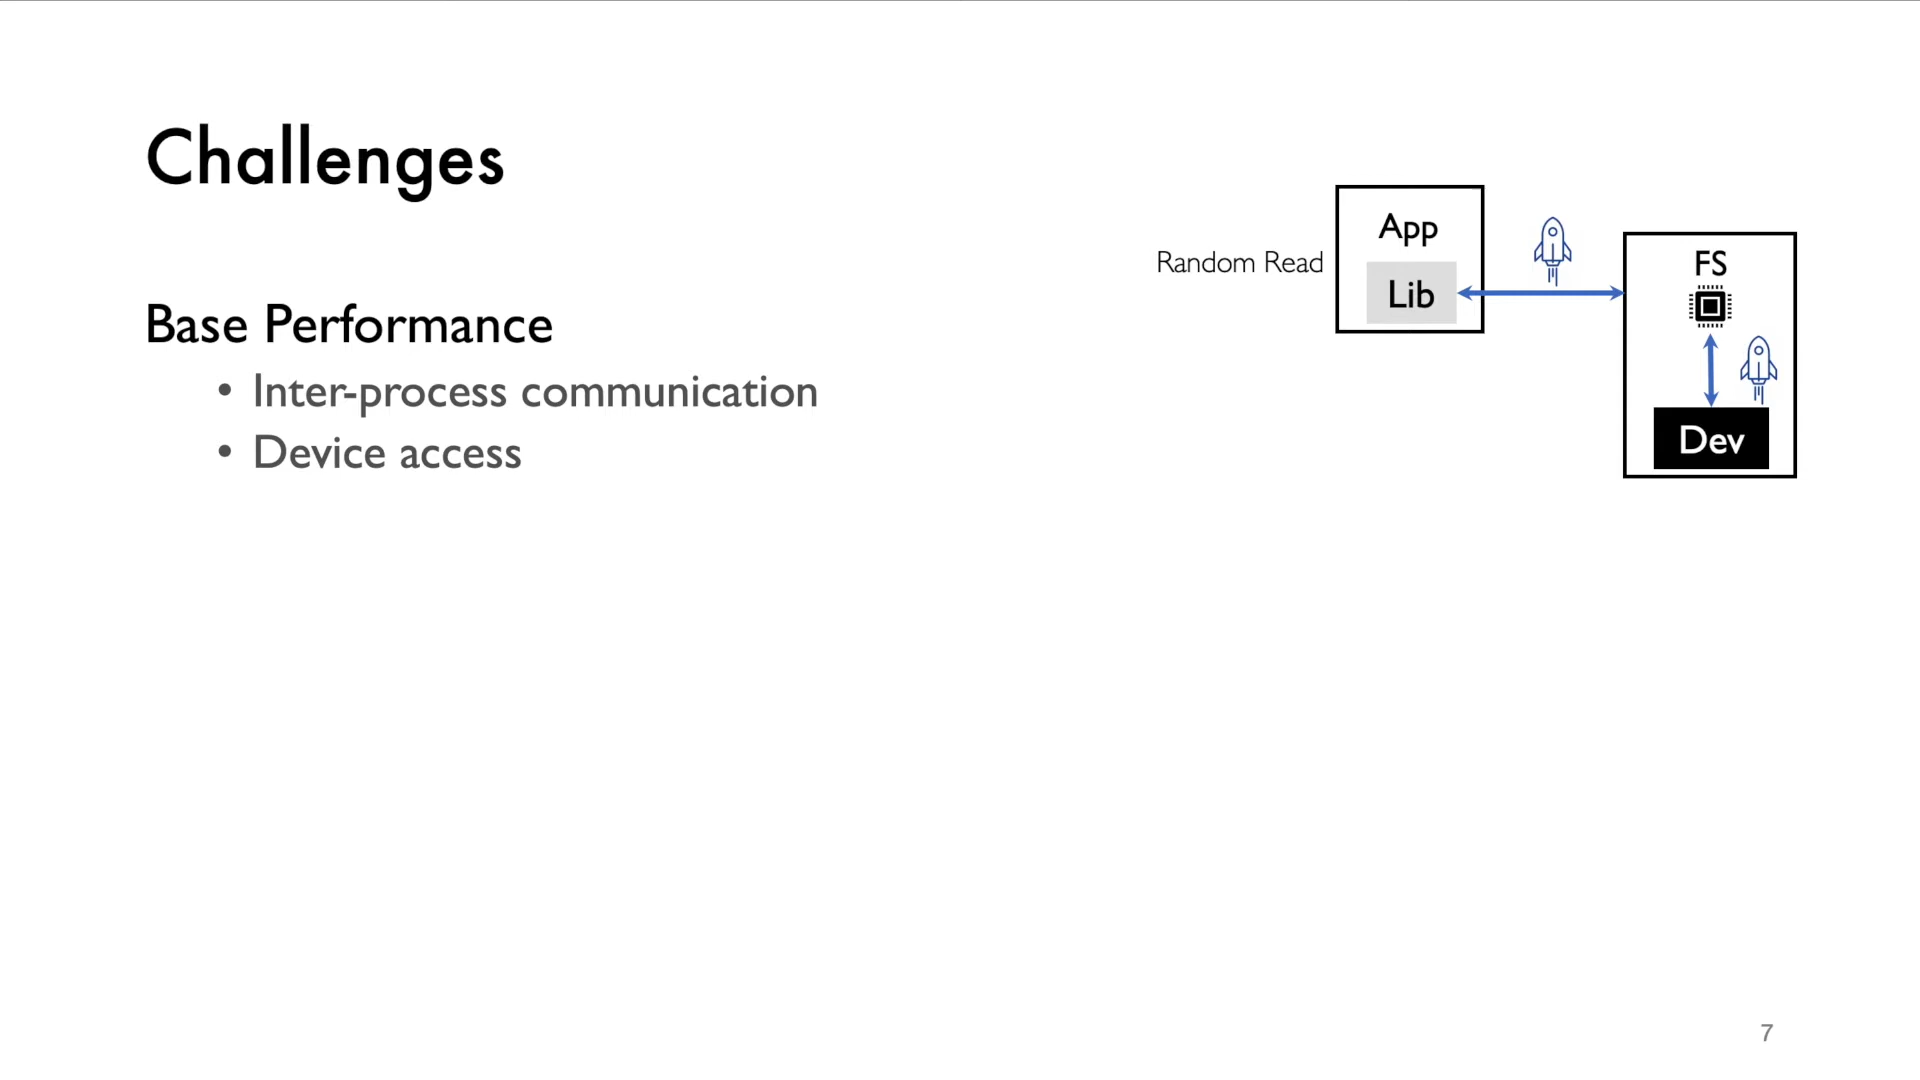 Challenges
Base Performance
• Inter-process communication
• Device access
Random Read
App
Lib
FS
Dev
7